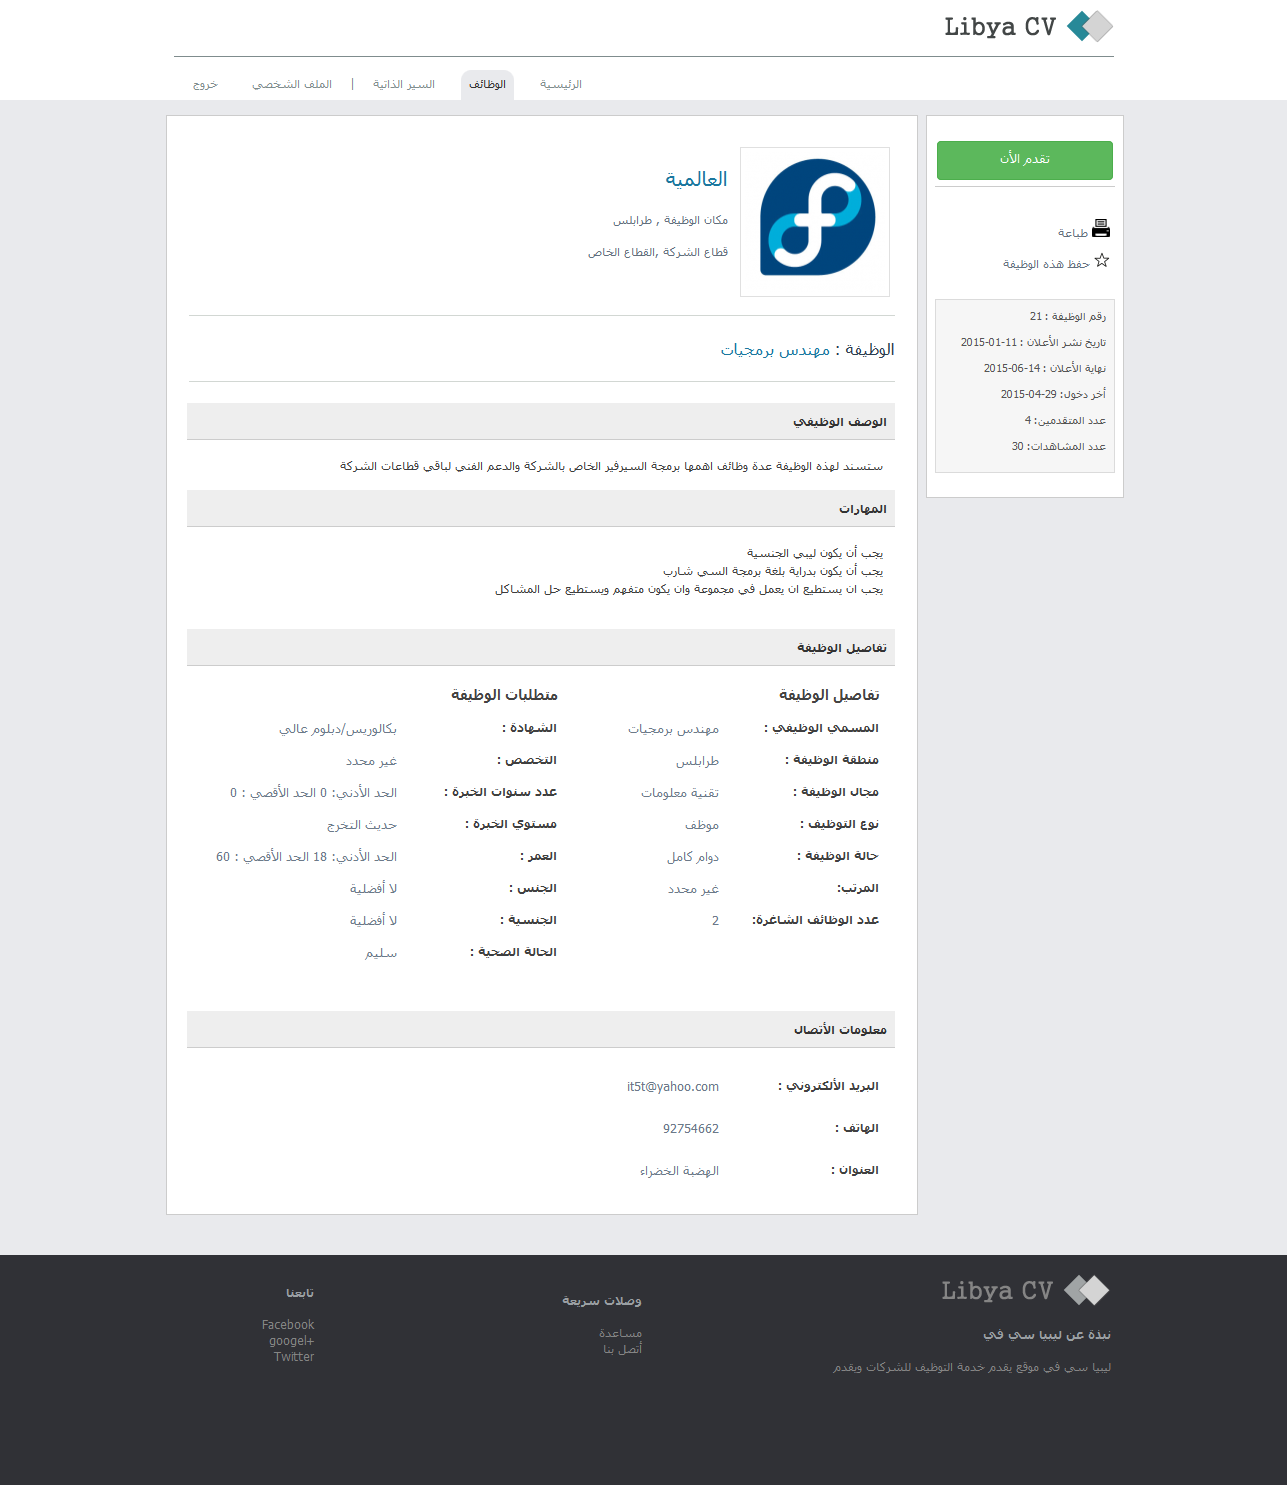 Libya CV
الرئيسية
الوظائف
السير الذاتية
|
الملف الشخصي
خروج
تقدم الأن
طباعة
حفظ هذه الوظيفة
رقم الوظيفة : 21
تاريخ نشر الأعلان : 11-01-2015
نهاية الأعلان : 14-06-2015
أخر دخول: 29-04-2015
عدد المتقدمين: 4
عدد المشاهدات: 30
العالمية
مكان الوظيفة , طرابلس
قطاع الشركة ,القطاع الخاص
الوظيفة : مهندس برمجيات
الوصف الوظيفي
ستسند لهذه الوظيفة عدة وظائف اهمها برمجة السيرفير الخاص بالشركة والدعم الفني لباقي قطاعات الشركة
المهارات
يجب أن يكون ليبي الجنسية
يجب أن يكون بدراية بلغة برمجة السي شارب
يجب ان يستطيع ان يعمل في مجموعة وان يكون متفهم ويستطيع حل المشاكل
تفاصيل الوظيفة
تفاصيل الوظيفة
المسمي الوظيفي : مهندس برمجيات
منطقة الوظيفة : طرابلس
مجال الوظيفة : تقنية معلومات
نوع التوظيف : موظف
حالة الوظيفة : دوام كامل
المرتب: غير محدد
عدد الوظائف الشاغرة: 2
متطلبات الوظيفة
الشهادة : بكالوريس/دبلوم عالي
التخصص : غير محدد
عدد سنوات الخبرة : الحد الأدني: 0 الحد الأقصي : 0
مستوي الخبرة : حديث التخرج
العمر : الحد الأدني: 18 الحد الأقصي : 60
الجنس : لا أفضلية
الجنسية : لا أفضلية
الحالة الصحية : سليم
معلومات الأتصال
البريد الألكتروني : it5t@yahoo.com
الهاتف : 92754662
العنوان : الهضبة الخضراء
Libya CV
نبذة عن ليبيا سي في
ليبيا سي في موقع يقدم خدمة التوظيف للشركات ويقدم
وصلات سريعة
مساعدة
أتصل بنا
تابعنا
Facebook
googel+
Twitter